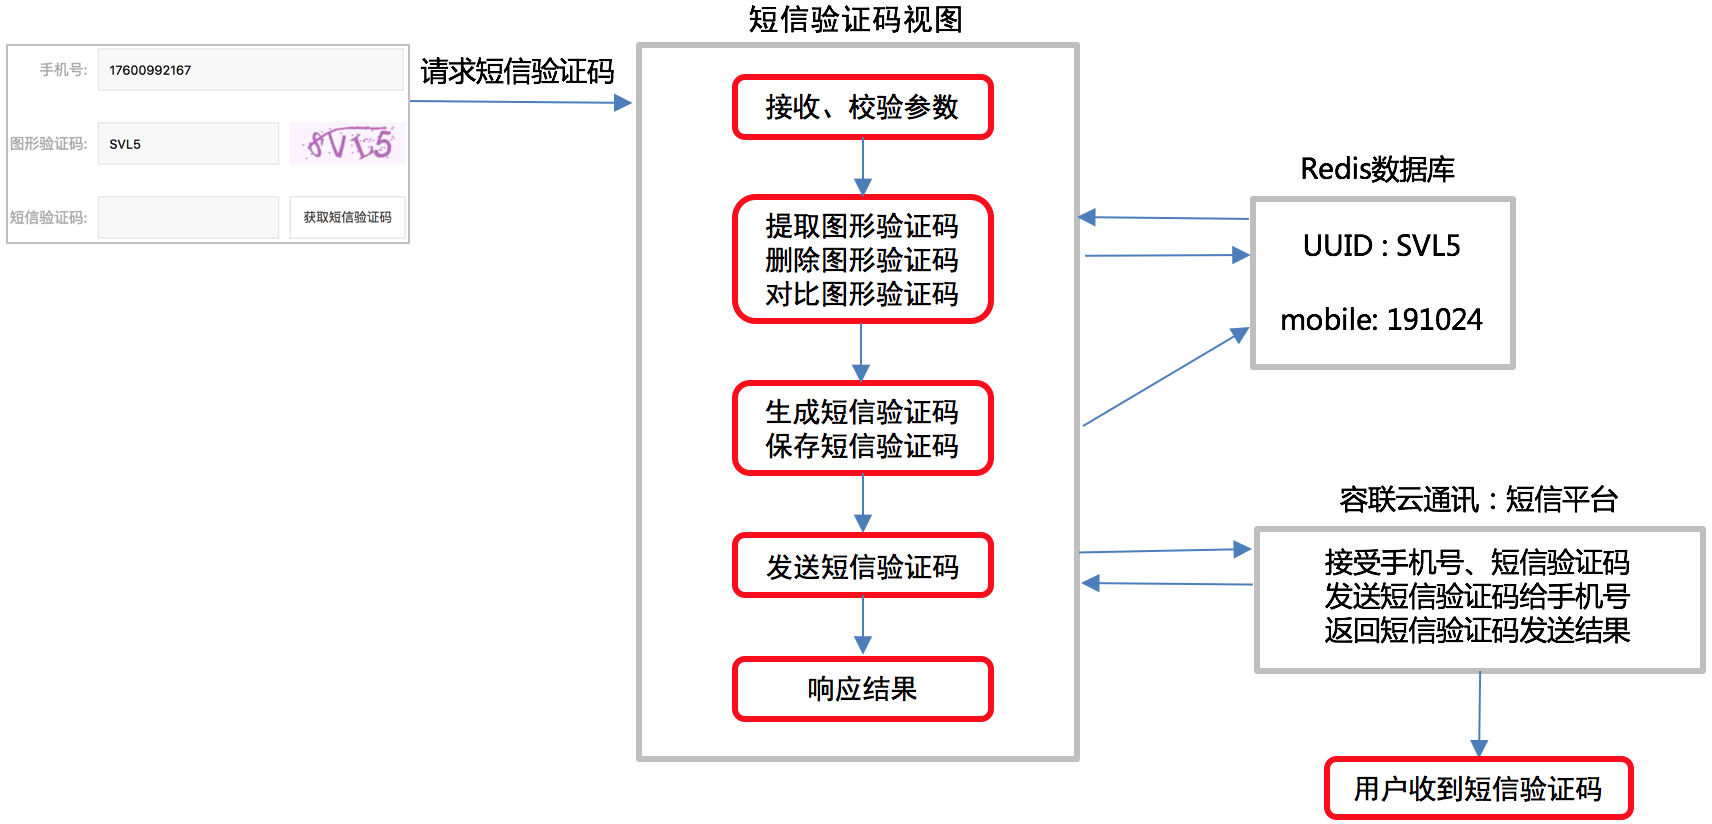 短信验证码视图
手机号:
17600992167
请求短信验证码
图形验证码:
SVL5
SVL5
短信验证码:
获取短信验证码
接收、校验参数
提取图形验证码
删除图形验证码
对比图形验证码
生成短信验证码
保存短信验证码
发送短信验证码
响应结果
Redis数据库
UUID : SVL5
mobile: 191024
容联云通讯：短信平台
接受手机号、短信验证码
发送短信验证码给手机号
返回短信验证码发送结果
用户收到短信验证码